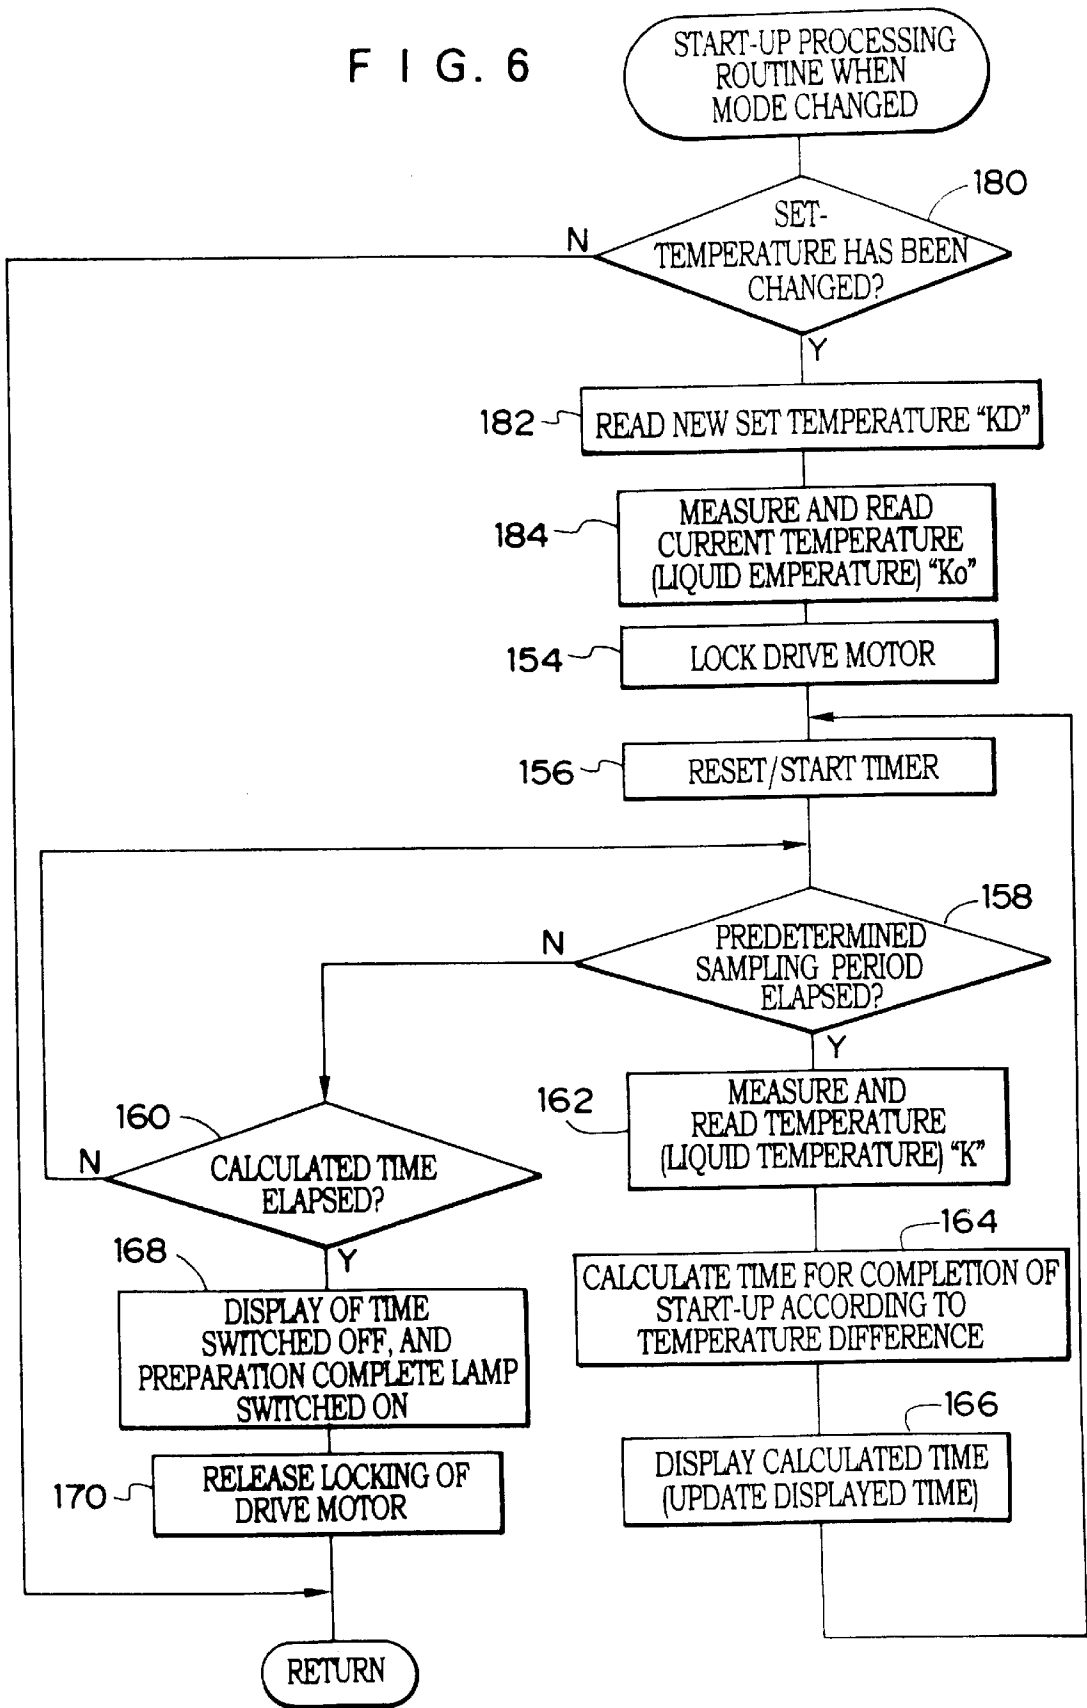 FIG. 6
START-UP PROCESSING
ROUTINE WHEN
MODE CHANGED
180
SET-
TEMPERATURE HAS BEEN
CHANGED?
N
Y
182
READ NEW SET TEMPERATURE “KD”
184
MEASURE AND READ
CURRENT TEMPERATURE
(LIQUID EMPERATURE) “Ko”
154
LOCK DRIVE MOTOR
156
RESET/START TIMER
158
PREDETERMINED
SAMPLING PERIOD
ELAPSED?
N
Y
160
CALCULATED TIME
ELAPSED?
N
Y
162
MEASURE AND
READ TEMPERATURE
(LIQUID TEMPERATURE) “K”
164
CALCULATE TIME FOR COMPLETION OF
START-UP ACCORDING TO
TEMPERATURE DIFFERENCE
166
DISPLAY CALCULATED TIME
(UPDATE DISPLAYED TIME)
168
DISPLAY OF TIME
SWITCHED OFF, AND
PREPARATION COMPLETE LAMP
SWITCHED ON
170
RELEASE LOCKING OF
DRIVE MOTOR
RETURN